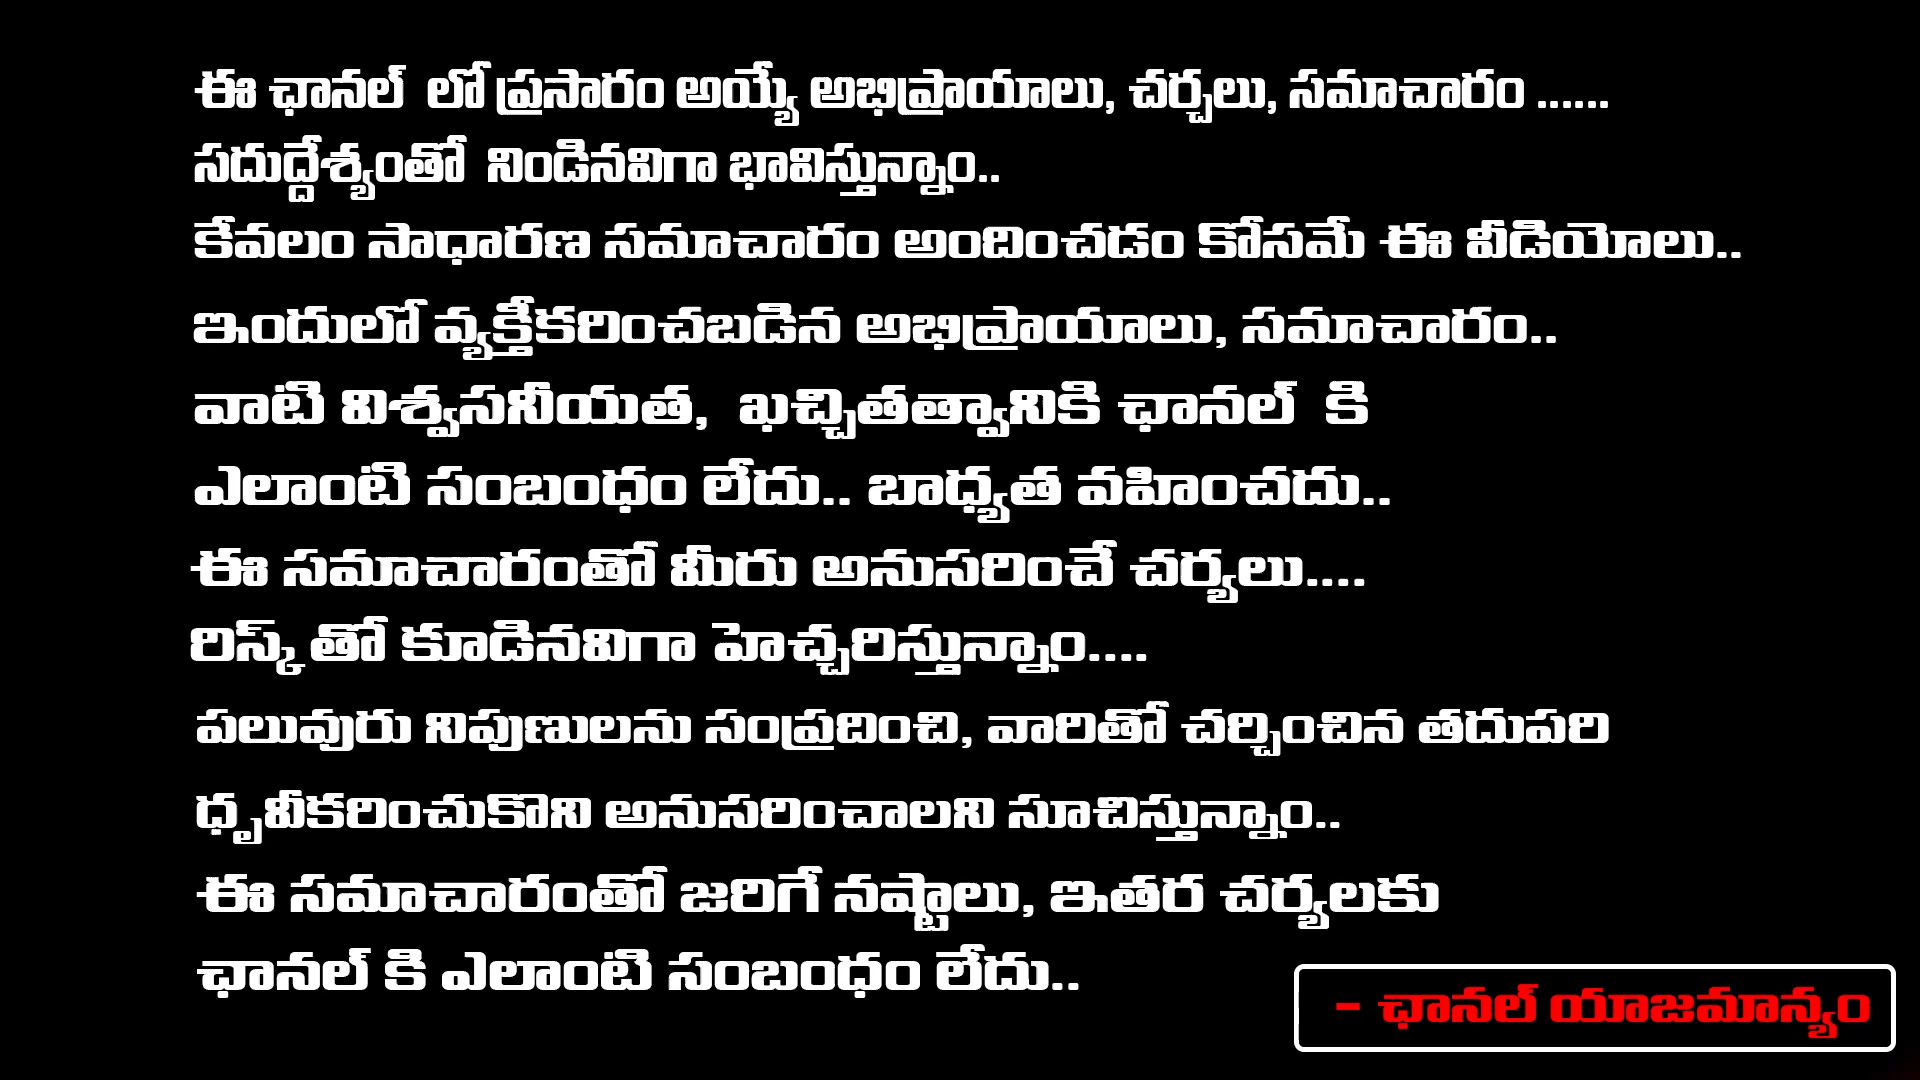 ఈ ఛానల్ లో ప్రసారం అయ్యే అభిప్రాయాలు, చర్చలు, సమాచారం ......
సదుద్దేశ్యంతో నిండినవిగా భావిస్తున్నాం..
కేవలం సాధారణ సమాచారం అందించడం కోసమే ఈ వీడియోలు..
ఇందులో వ్యక్తీకరించబడిన అభిప్రాయాలు, సమాచారం..
వాటి విశ్వసనీయత, ఖచ్చితత్వానికి ఛానల్ కి
ఎలాంటి సంబంధం లేదు.. బాధ్యత వహించదు..
ఈ సమాచారంతో మీరు అనుసరించే చర్యలు....
రిస్క్ తో కూడినవిగా హెచ్చరిస్తున్నాం....
పలువురు నిపుణులను సంప్రదించి, వారితో చర్చించిన తదుపరి
ధృవీకరించుకొని అనుసరించాలని సూచిస్తున్నాం..
ఈ సమాచారంతో జరిగే నష్టాలు, ఇతర చర్యలకు
ఛానల్ కి ఎలాంటి సంబంధం లేదు..
- ఛానల్ యాజమాన్యం